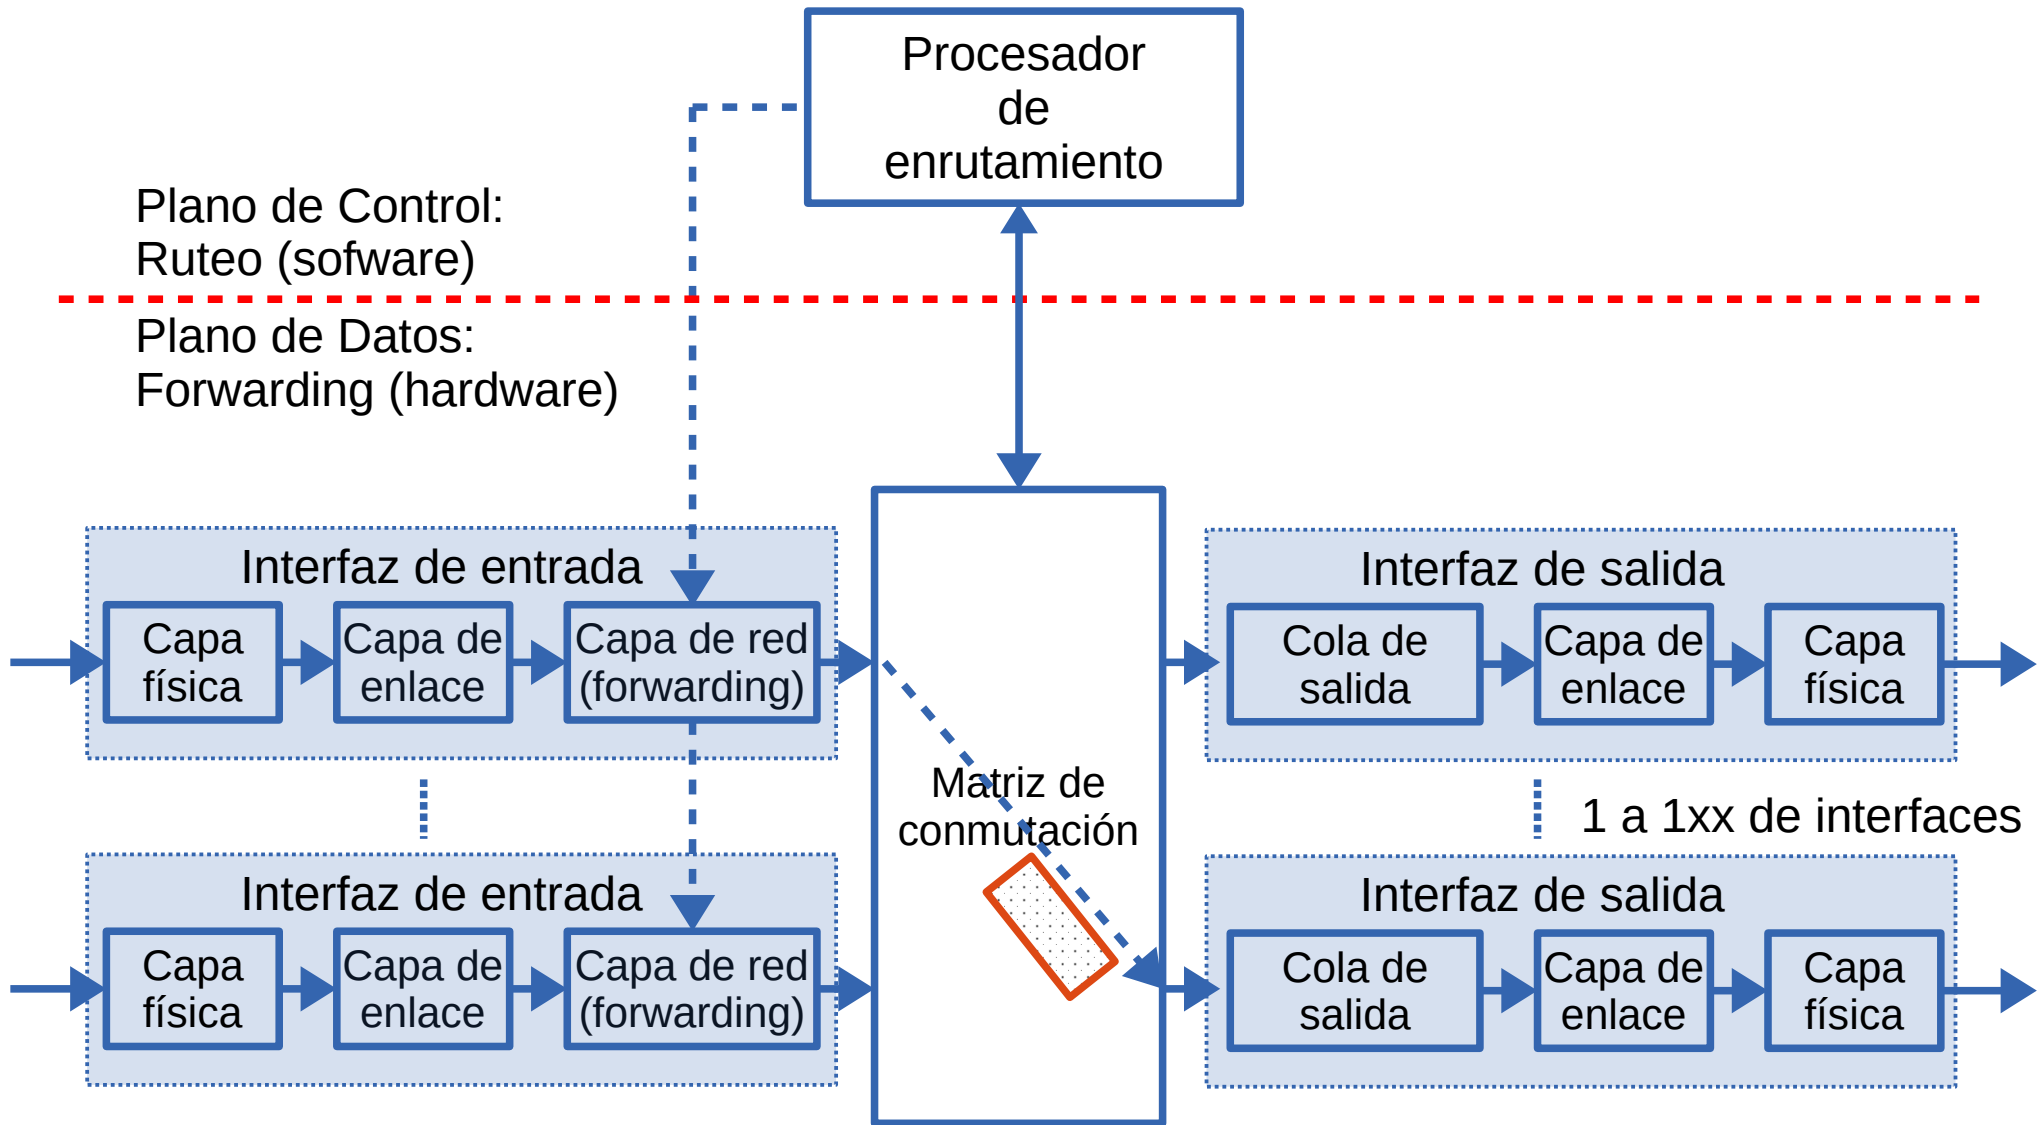 Procesador
de
enrutamiento
Plano de Control:
Ruteo (sofware)
Plano de Datos:
Forwarding (hardware)
Interfaz de entrada
Capa
física
Capa de
enlace
Capa de red
(forwarding)
Interfaz de entrada
Capa
física
Capa de
enlace
Capa de red
(forwarding)
Matriz de
conmutación
Interfaz de salida
Cola de
salida
Capa de
enlace
Capa
física
1 a 1xx de interfaces
Interfaz de salida
Cola de
salida
Capa de
enlace
Capa
física